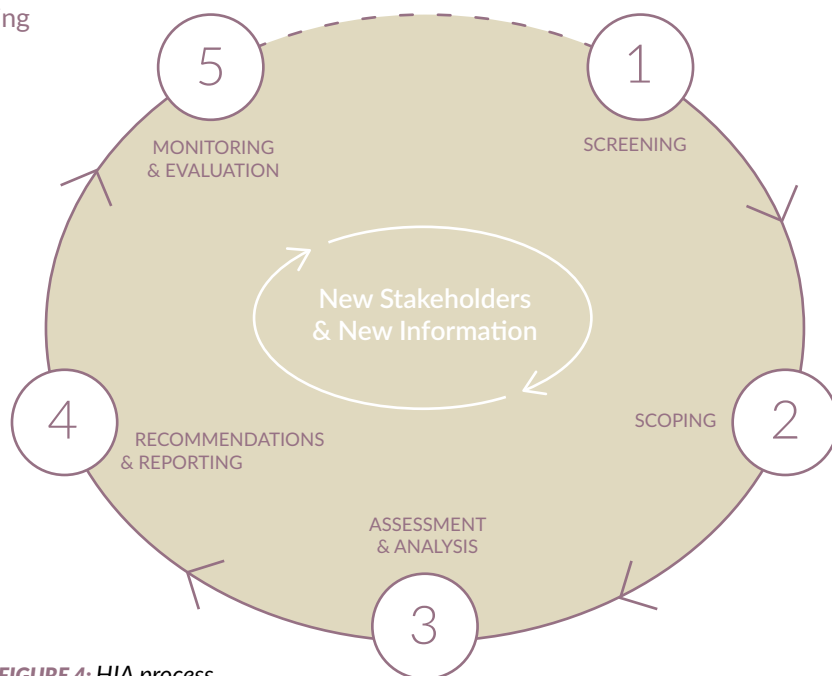 ng
5
1
MONITORING
& EVALUATION
SCREENING
New Stakeholders
& New Information
4
2
RECOMMENDATIONS
& REPORTING
SCOPING
ASSESSMENT
& ANALYSIS
3
FIGURE 4: HIA process